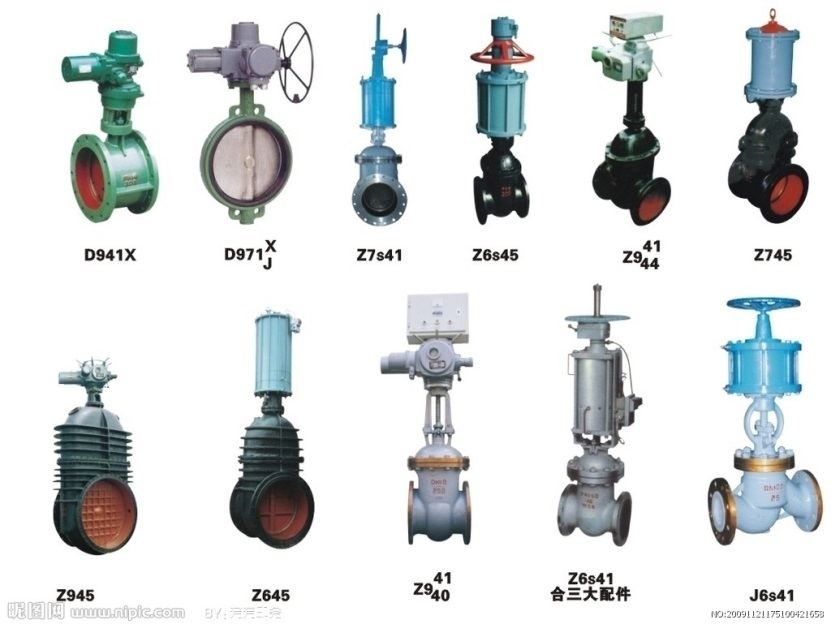 D941X
D971 X J
Z7s41
Z6s45
Z9 41 44
Z745
Z945
Z645
Z9 41 40
Z6s41
合三大配件
J6s41
昵图网 www.nipic.com
BY:
NO:20091121175100421658